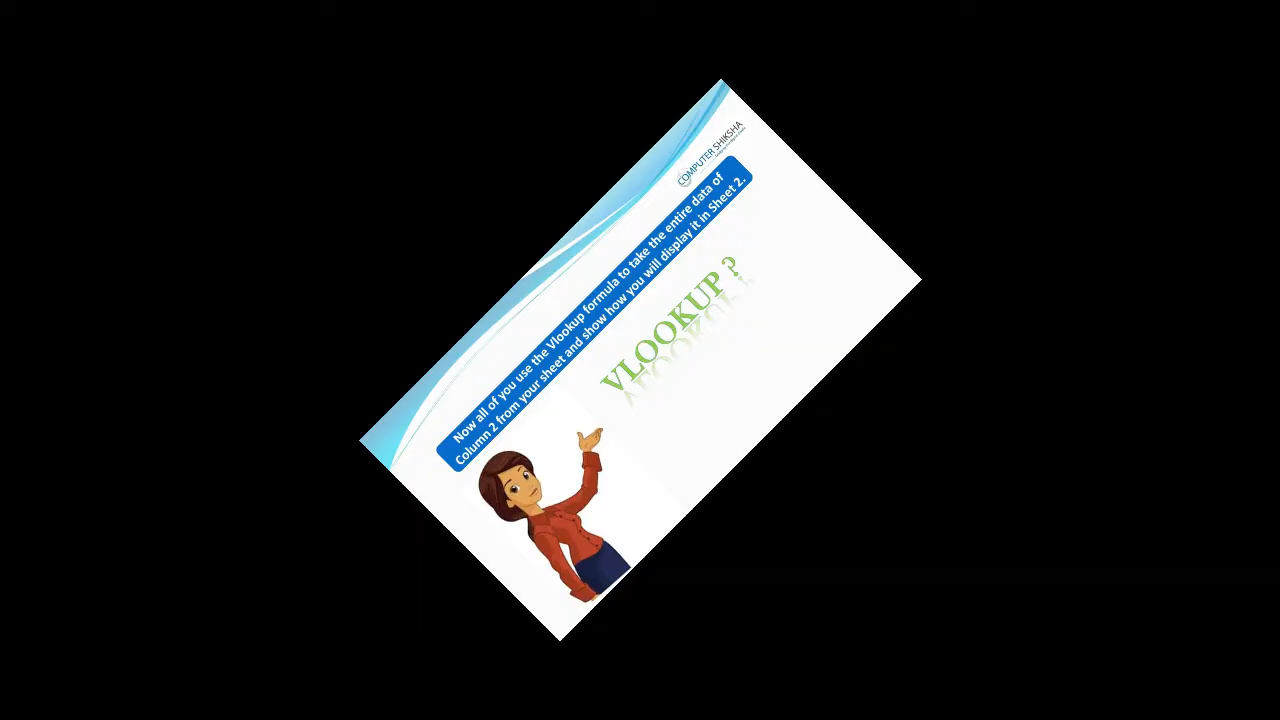 COMPUTER SHIKSHA
Now all of you use the Vlookup formula to take the entire data of
Column 2 from your sheet and show how you will display it in Sheet 2.
VLOOKUP ?